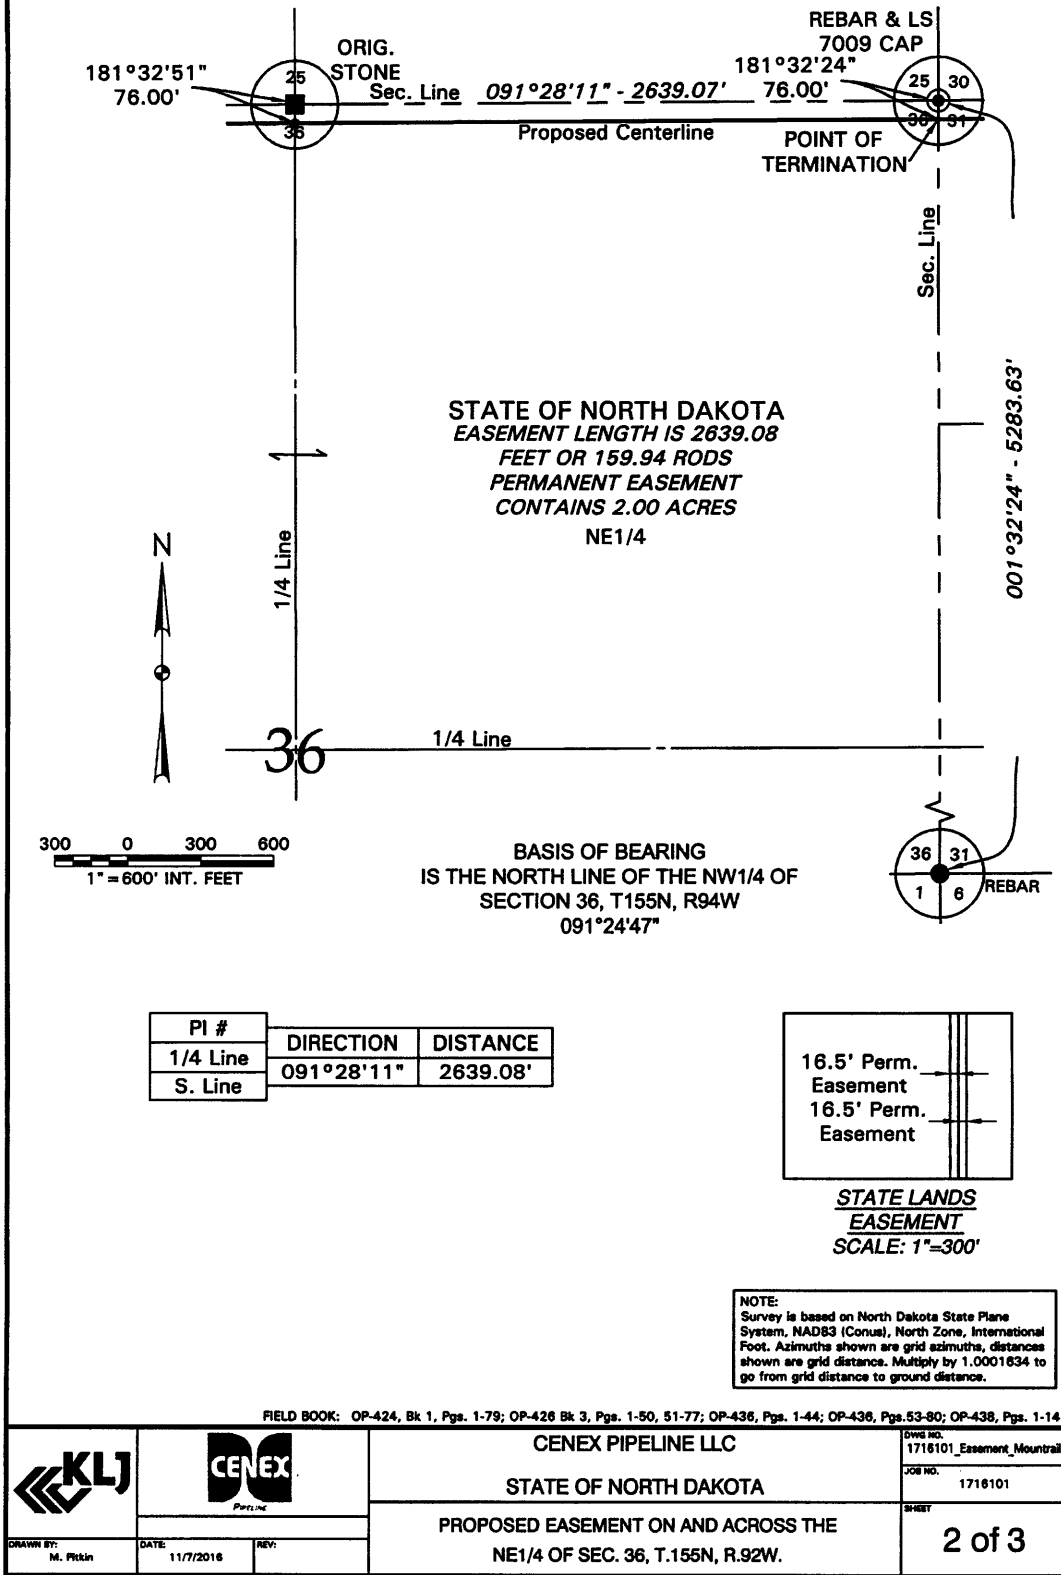 REBAR & LS
7009 CAP
ORIG.
STONE
181°32'51"
76.00'
25
36
Sec. Line 091°28'11" - 2639.07'
181°32'24"
76.00'
25 30
36 31
Proposed Centerline
POINT OF
TERMINATION
Sec. Line
001°32'24" - 5283.63'
STATE OF NORTH DAKOTA
EASEMENT LENGTH IS 2639.08
FEET OR 159.94 RODS
PERMANENT EASEMENT
CONTAINS 2.00 ACRES
NE1/4
N
1/4 Line
36
1/4 Line
300 0 300 600
1"=600' INT. FEET
BASIS OF BEARING
IS THE NORTH LINE OF THE NW1/4 OF
SECTION 36, T155N, R94W
091°24'47"
36 31
1 6
REBAR
PI #
1/4 Line
S. Line
DIRECTION DISTANCE
091°28'11" 2639.08'
16.5' Perm.
Easement
16.5' Perm.
Easement
STATE LANDS
EASEMENT
SCALE: 1"=300'
NOTE:
Survey is based on North Dakota State Plane
System, NAD83 (Conus), North Zone, International
Foot. Azimuths shown are grid azimuths, distances
shown are grid distance. Multiply by 1.0001634 to
go from grid distance to ground distance.
FIELD BOOK: OP-424, Bk 1, Pgs. 1-79; OP-426 Bk 3, Pgs. 1-50, 51-77; OP-436, Pgs. 1-44; OP-436, Pgs.53-80; OP-438, Pgs. 1-14
KLJ
CENEX
PIPELINE
DRAWN BY:
M. Pitkin
DATE:
11/7/2016
REV:
CENEX PIPELINE LLC
STATE OF NORTH DAKOTA
PROPOSED EASEMENT ON AND ACROSS THE
NE1/4 OF SEC. 36, T.155N, R.92W.
DWG NO.
1716101_Easement_Mountrail
JOB NO.
1716101
SHEET
2 of 3